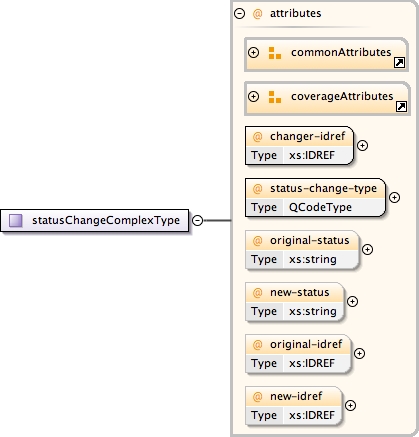 @ attributes
commonAttributes
coverageAttributes
@ changer-idref
Type xs:IDREF
@ status-change-type
Type QCodeType
statusChangeComplexType
@ original-status
Type xs:string
@ new-status
Type xs:string
@ original-idref
Type xs:IDREF
@ new-idref
Type xs:IDREF